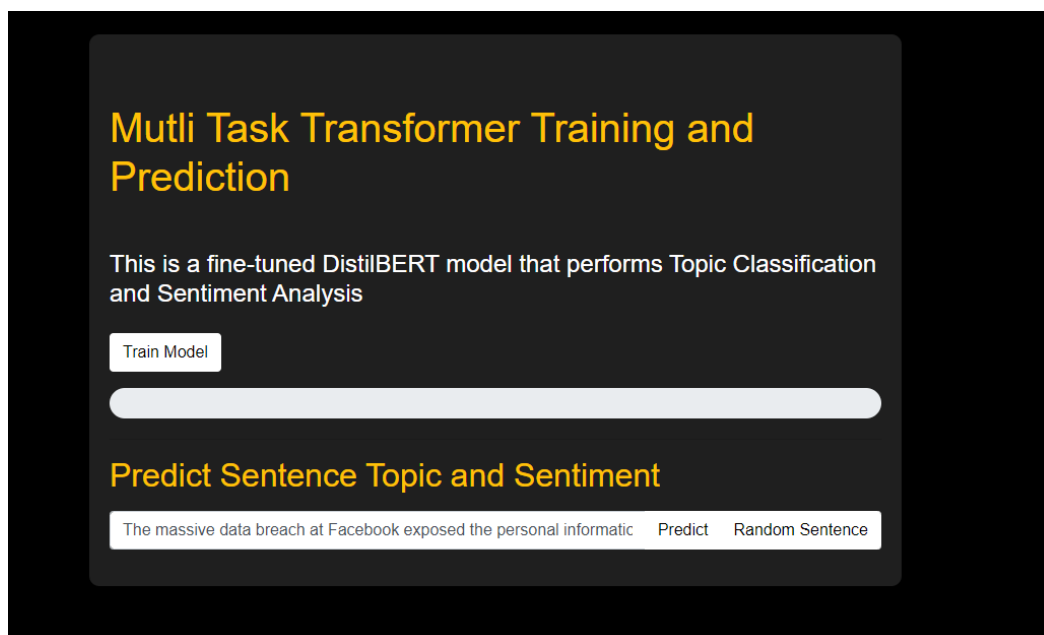 Mutli Task Transformer Training and
Prediction
This is a fine-tuned DistilBERT model that performs Topic Classification
and Sentiment Analysis
Train Model
Predict Sentence Topic and Sentiment
The massive data breach at Facebook exposed the personal informatic Predict Random Sentence